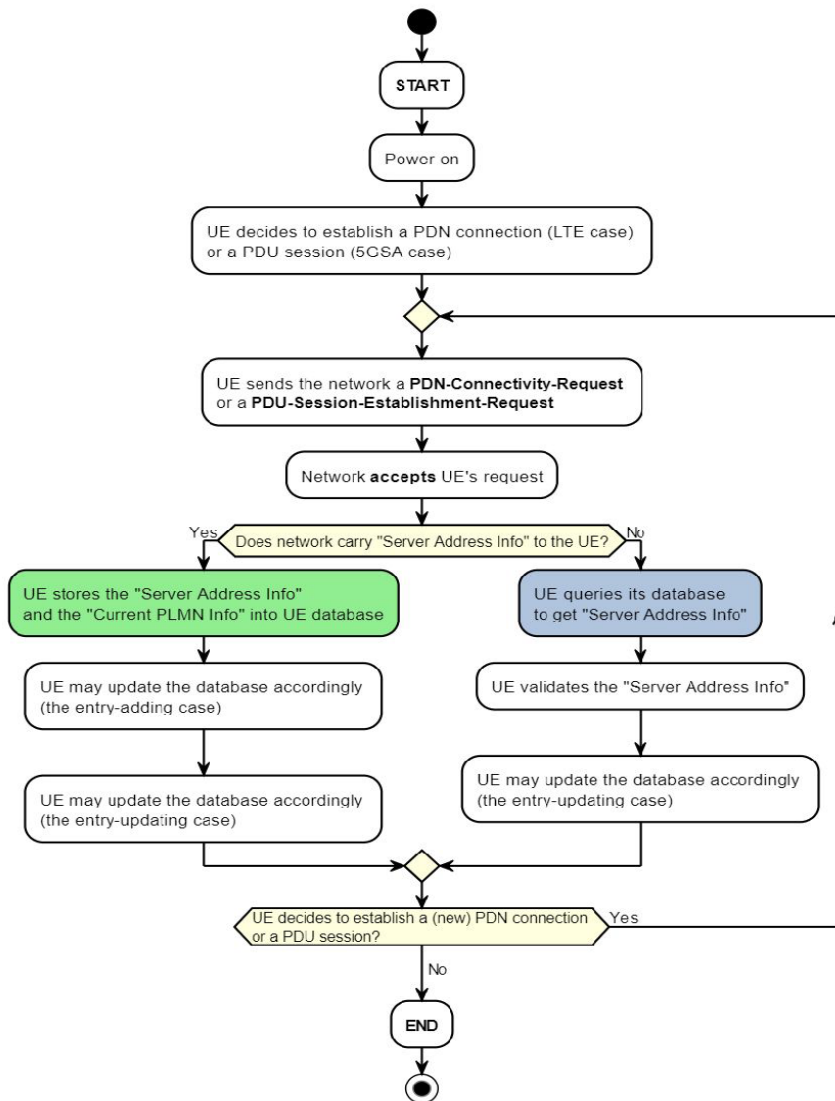 START
Power on
UE decides to establish a PDN connection (LTE case)
or a PDU session (5GSA case)
UE sends the network a PDN-Connectivity-Request
or a PDU-Session-Establishment-Request
Network accepts UE's request
Yes
Does network carry "Server Address Info" to the UE?
No
UE stores the "Server Address Info"
and the "Current PLMN Info" into UE database
UE queries its database
to get "Server Address Info"
UE may update the database accordingly
(the entry-adding case)
UE validates the "Server Address Info"
UE may update the database accordingly
(the entry-updating case)
UE may update the database accordingly
(the entry-updating case)
UE decides to establish a (new) PDN connection
or a PDU session?
Yes
No
END